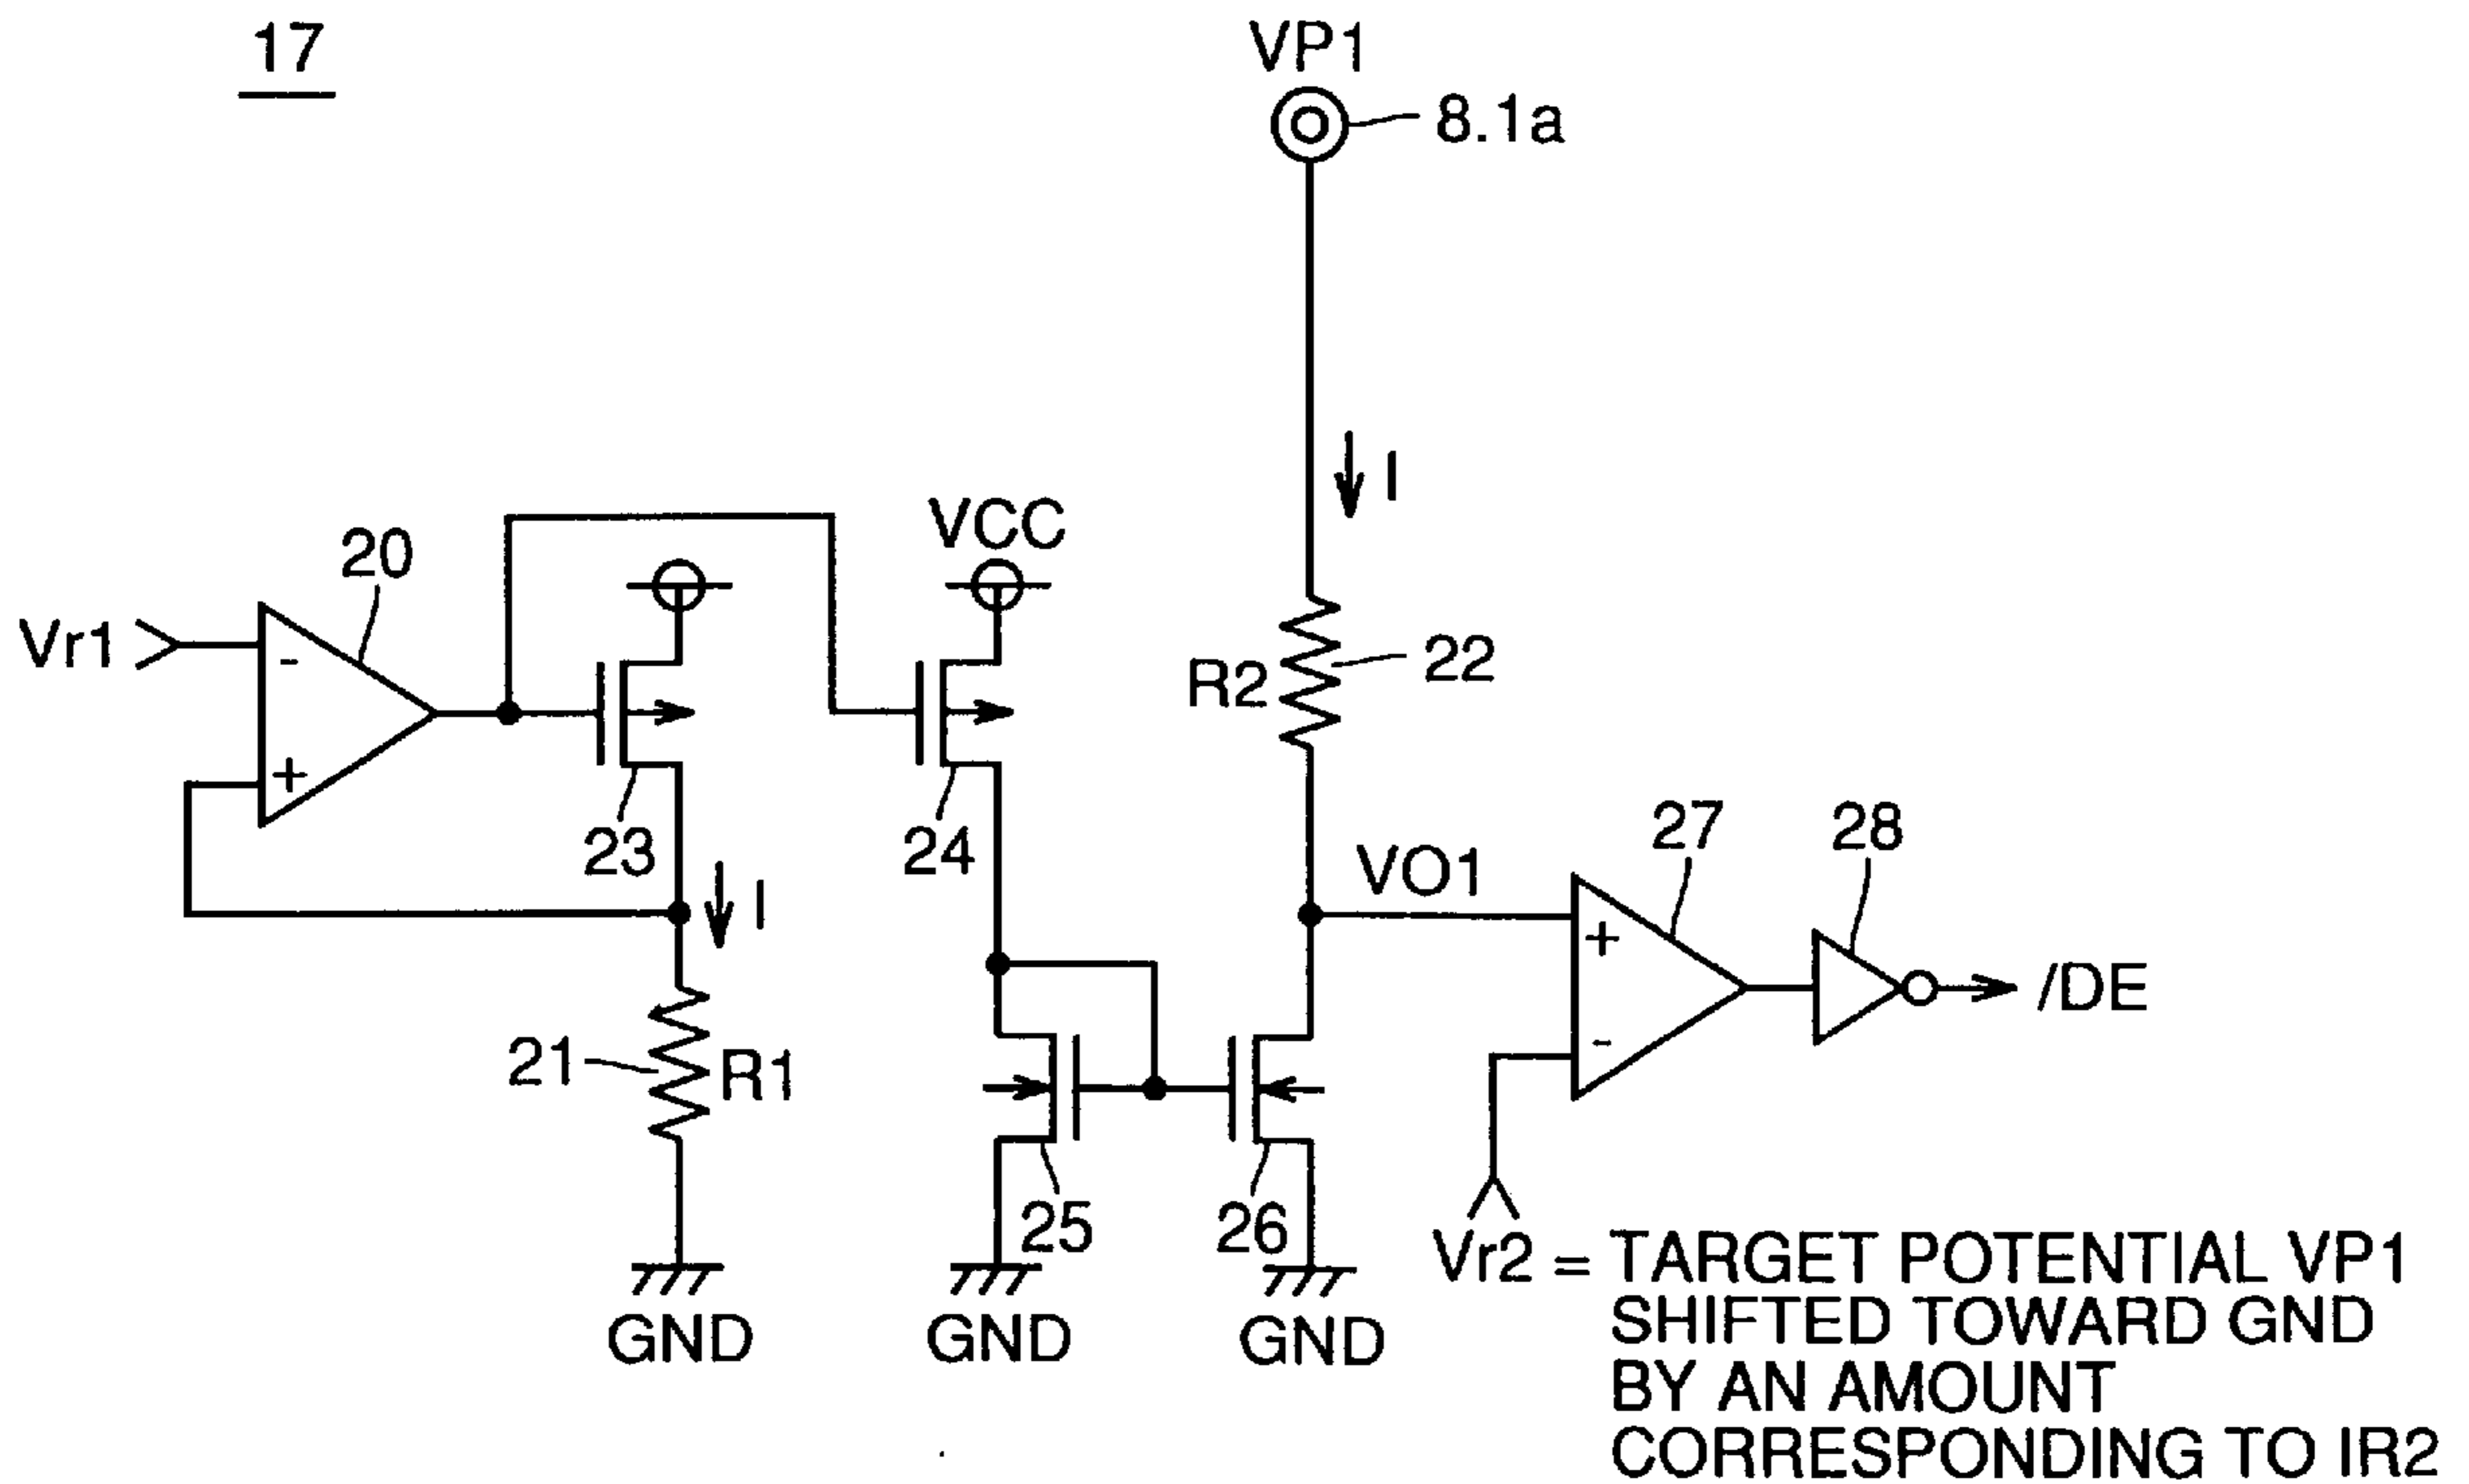 17
VP1
8.1a
I
VCC
20
Vr1
-
+
R2
22
23
24
I
VO1
27
28
+
-
/DE
21
R1
25
26
GND
GND
GND
Vr2 = TARGET POTENTIAL VP1
SHIFTED TOWARD GND
BY AN AMOUNT
CORRESPONDING TO IR2